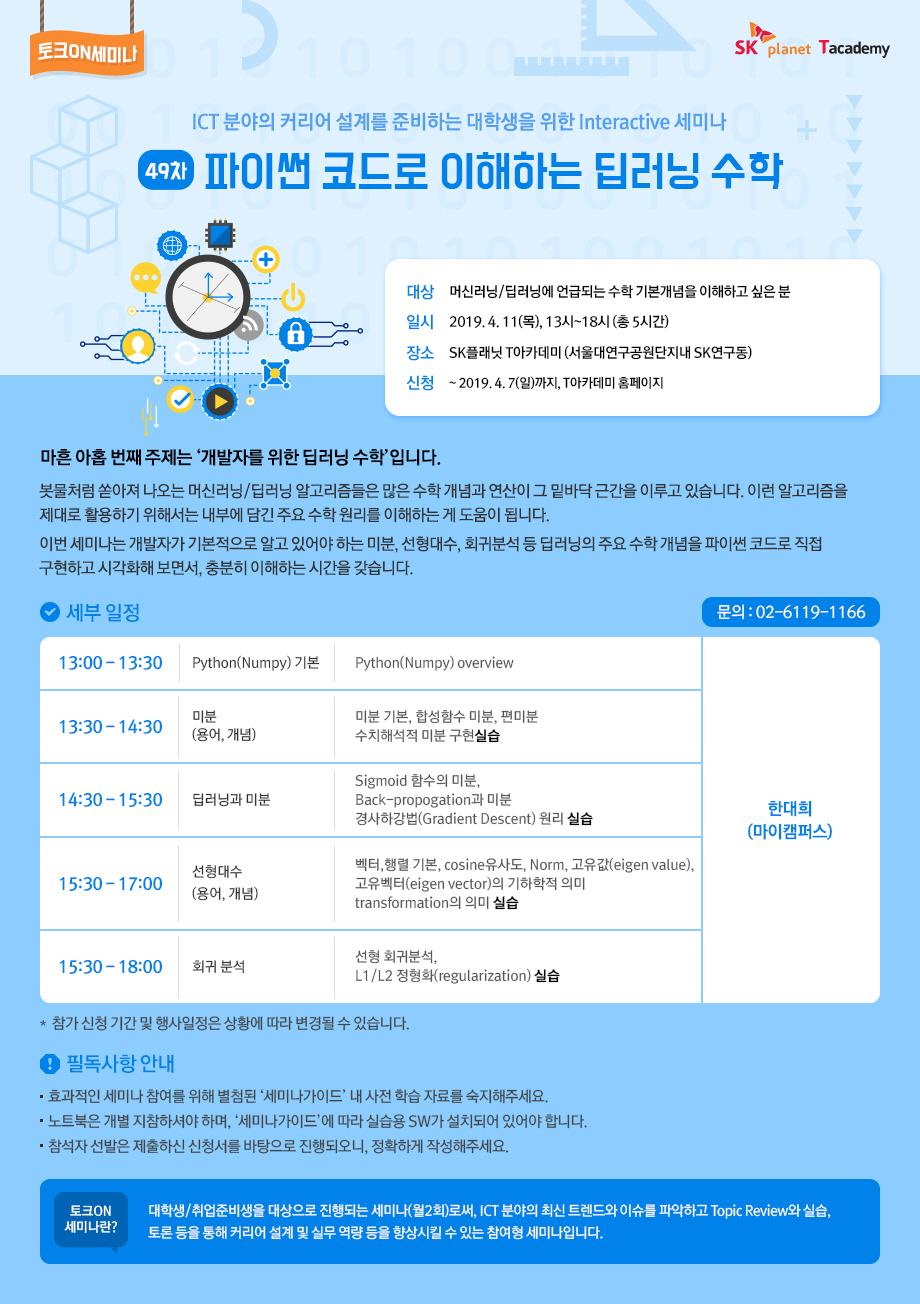 토크ON세미나
SK planet Tacademy
ICT 분야의 커리어 설계를 준비하는 대학생을 위한 Interactive 세미나
49차 파이썬 코드로 이해하는 딥러닝 수학
대상 머신러닝/딥러닝에 언급되는 수학 기본개념을 이해하고 싶은 분
일시 2019. 4. 11(목), 13시~18시 (총 5시간)
장소 SK플래닛 T아카데미 (서울대연구공원단지내 SK연구동)
신청 ~ 2019. 4. 7(일)까지, T아카데미 홈페이지
마흔 아홉 번째 주제는 ‘개발자를 위한 딥러닝 수학’입니다.
봇물처럼 쏟아져 나오는 머신러닝/딥러닝 알고리즘들은 많은 수학 개념과 연산이 그 밑바닥 근간을 이루고 있습니다. 이런 알고리즘을
제대로 활용하기 위해서는 내부에 담긴 주요 수학 원리를 이해하는 게 도움이 됩니다.
이번 세미나는 개발자가 기본적으로 알고 있어야 하는 미분, 선형대수, 회귀분석 등 딥러닝의 주요 수학 개념을 파이썬 코드로 직접
구현하고 시각화해 보면서, 충분히 이해하는 시간을 갖습니다.
세부 일정
문의 : 02-6119-1166
13:00 - 13:30 Python(Numpy) 기본 Python(Numpy) overview
13:30 - 14:30
미분
(용어, 개념)
미분 기본, 합성함수 미분, 편미분
수치해석적 미분 구현실습
14:30 - 15:30
딥러닝과 미분
Sigmoid 함수의 미분,
Back-propogation과 미분
경사하강법(Gradient Descent) 원리 실습
15:30 - 17:00
선형대수
(용어, 개념)
벡터,행렬 기본, cosine유사도, Norm, 고유값(eigen value),
고유벡터(eigen vector)의 기하학적 의미
transformation의 의미 실습
15:30 - 18:00
회귀 분석
선형 회귀분석,
L1/L2 정형화(regularization) 실습
한대희
(마이캠퍼스)
* 참가 신청 기간 및 행사일정은 상황에 따라 변경될 수 있습니다.
필독사항 안내
• 효과적인 세미나 참여를 위해 별첨된 ‘세미나가이드’ 내 사전 학습 자료를 숙지해주세요.
• 노트북은 개별 지참하셔야 하며, ‘세미나가이드’에 따라 실습용 SW가 설치되어 있어야 합니다.
• 참석자 선발은 제출하신 신청서를 바탕으로 진행되오니, 정확하게 작성해주세요.
토크ON
세미나란?
대학생/취업준비생을 대상으로 진행되는 세미나(월2회)로써, ICT 분야의 최신 트렌드와 이슈를 파악하고 Topic Review와 실습,
토론 등을 통해 커리어 설계 및 실무 역량 등을 향상시킬 수 있는 참여형 세미나입니다.